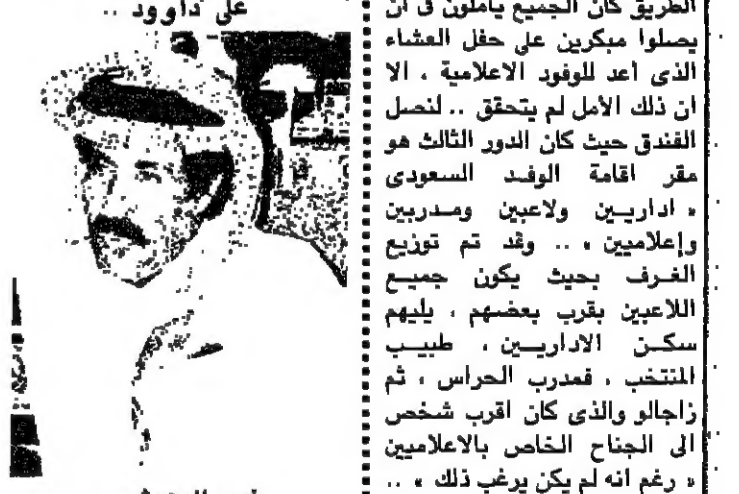 الطريق كان الجميع يأملون في ان
يصلوا مبكرين على حفل العشاء
الذى أعد للوفود الاعلامية ، الا
ان ذلك الأمل لم يتحقق .. لنصل
الفندق حيث كان الدور الثالث هو
مقر اقامة الوفد السعودى
« اداريين ولاعبين ومدربين
وإعلاميين » .. وقد تم توزيع
الغرف بحيث يكون جميع
اللاعبين بقرب بعضهم ، يليهم
سكن الاداريين ، طبيب
المنتخب ، فمدرب الحراس ، ثم
زاجالو والذى كان اقرب شخص
الى الجناح الخاص بالاعلاميين
« رغم انه لم يكن يرغب ذلك » ..
على داوود ..